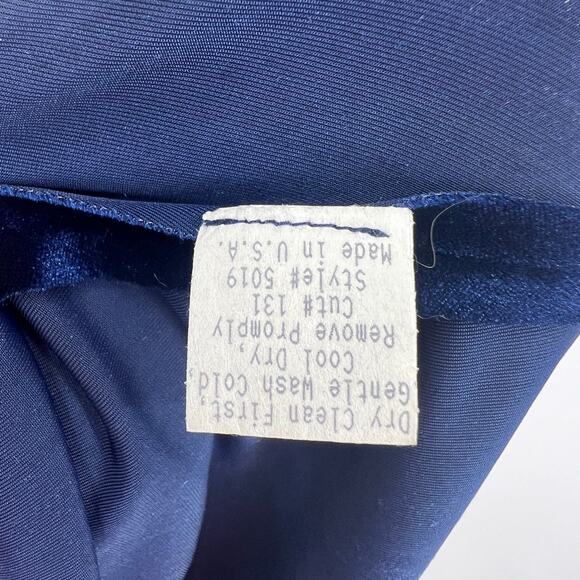 Dry Clean First,
Gentle Wash Cold,
Cool Dry,
Remove Promply
Cut# 131
Style# 5019
Made in U.S.A.